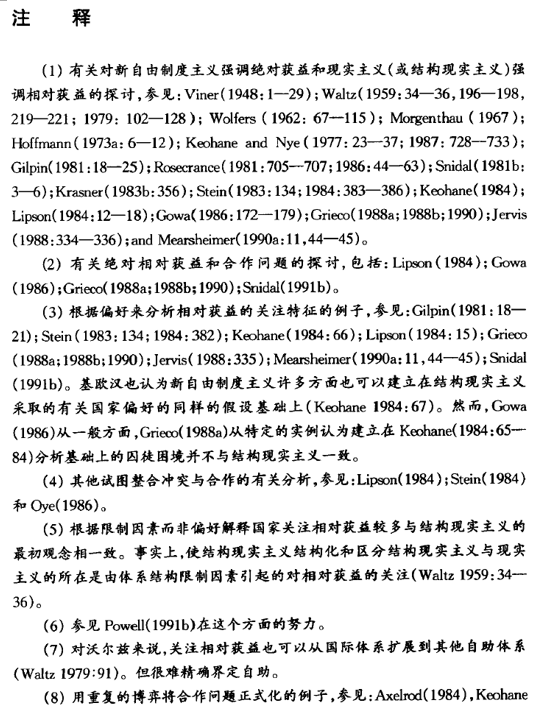 注 释
(1) 有关对新自由制度主义强调绝对获益和现实主义(或结构现实主义)强
调相对获益的探讨,参见:Viner(1948:1—29);Waltz(1959:34—36,196—198,
219—221; 1979: 102—128); Wolfers (1962: 67—115); Morgenthau (1967);
Hoffmann(1973a: 6—12); Keohane and Nye(1977: 23—37; 1987: 728—733);
Gilpin(1981:18—25);Rosecrance(1981:705—707;1986:44—63);Snidal(1981b:
3—6);Krasner(1983b:356);Stein(1983:134;1984:383—386);Keohane(1984);
Lipson(1984:12—18);Gowa(1986:172—179);Grieco(1988a;1988b;1990);Jervis
(1988:334—336);and Mearsheimer(1990a:11,44—45)。
(2) 有关绝对相对获益和合作问题的探讨,包括:Lipson (1984); Gowa
(1986);Grieco(1988a;1988b;1990);Snidal(1991b)。
(3) 根据偏好来分析相对获益的关注特征的例子,参见:Gilpin(1981: 18—
21); Stein (1983: 134; 1984: 382); Keohane(1984: 66); Lipson(1984: 15); Grieco
(1988a;1988b;1990);Jervis(1988:335);Mearsheimer(1990a:11,44—45);Snidal
(1991b)。基欧汉也认为新自由制度主义许多方面也可以建立在结构现实主义
采取的有关国家偏好的同样的假设基础上(Keohane 1984:67)。然而,Gowa
(1986)从一般方面,Grieco(1988a)从特定的实例认为建立在 Keohane(1984:65—
84)分析基础上的囚徒困境并不与结构现实主义一致。
(4) 其他试图整合冲突与合作的有关分析,参见:Lipson(1984);Stein(1984)
和 Oye(1986)。
(5) 根据限制因素而非偏好解释国家关注相对获益较多与结构现实主义的
最初观念相一致。事实上,使结构现实主义结构化和区分结构现实主义与现实
主义的所在是由体系结构限制因素引起的对相对获益的关注(Waltz 1959:34—
36)。
(6) 参见 Powell(1991b)在这个方面的努力。
(7) 对沃尔兹来说,关注相对获益也可以从国际体系扩展到其他自助体系
(Waltz 1979:91)。但很难精确界定自助。
(8) 用重复的博弈将合作问题正式化的例子,参见:Axelrod(1984),Keohane